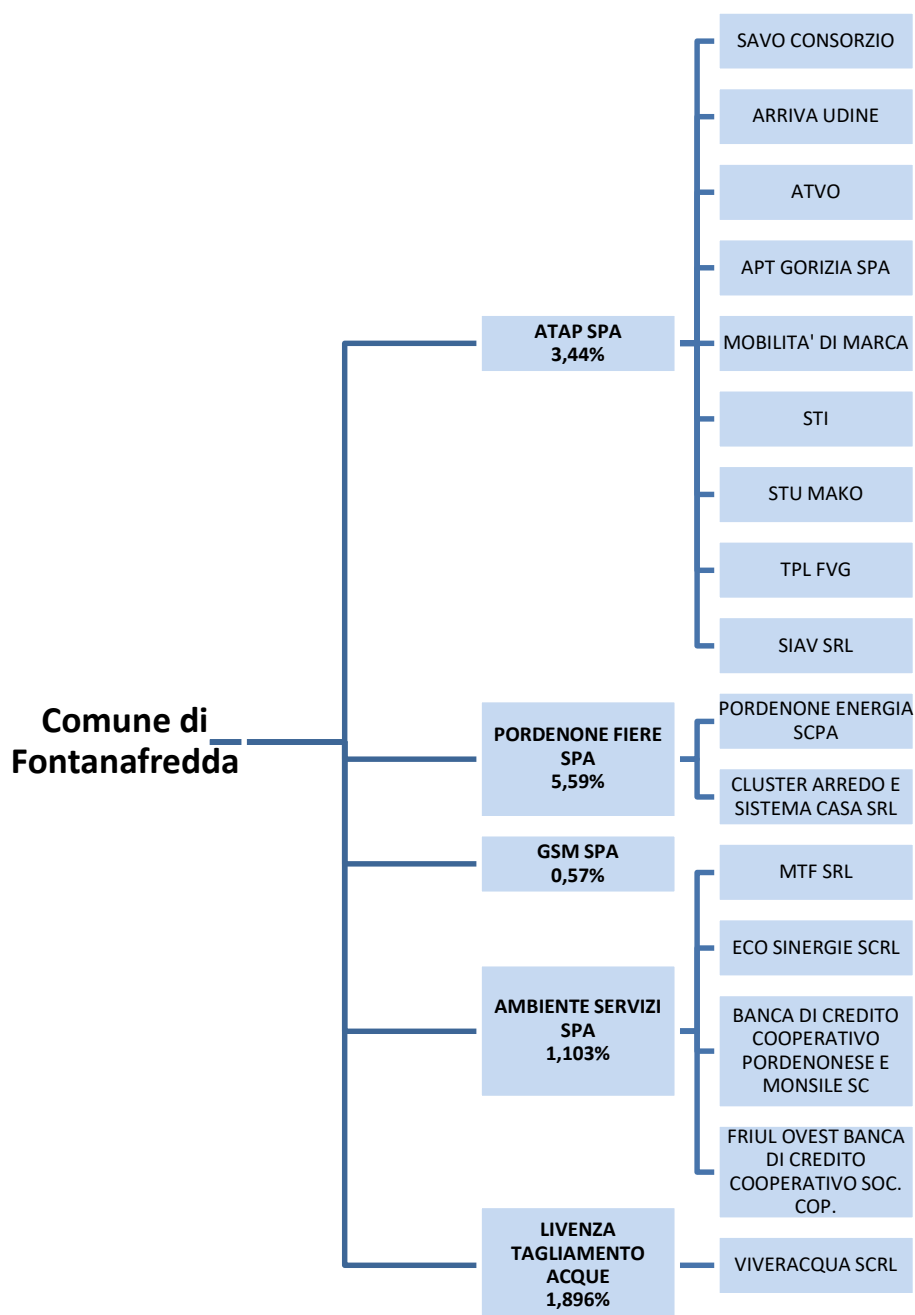 Comune di
Fontanafredda
ATAP SPA
3,44%
SAVO CONSORZIO
ARRIVA UDINE
ATVO
APT GORIZIA SPA
MOBILITA' DI MARCA
STI
STU MAKO
TPL FVG
SIAV SRL
PORDENONE FIERE
SPA
5,59%
PORDENONE ENERGIA
SCPA
CLUSTER ARREDO E
SISTEMA CASA SRL
GSM SPA
0,57%
AMBIENTE SERVIZI
SPA
1,103%
MTF SRL
ECO SINERGIE SCRL
BANCA DI CREDITO
COOPERATIVO
PORDENONESE E
MONSILE SC
FRIUL OVEST BANCA
DI CREDITO
COOPERATIVO SOC.
COP.
LIVENZA
TAGLIAMENTO
ACQUE
1,896%
VIVERACQUA SCRL